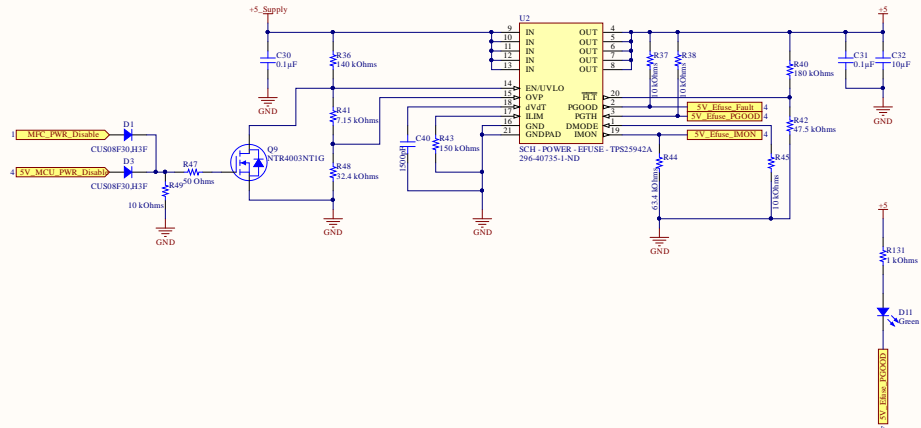 +5_Supply
+5
U2
9 IN OUT 4
10 IN OUT 5
11 IN OUT 6
12 IN OUT 7
13 IN OUT 8
14 EN/UVLO
15 OVP FLT 20
18 dVdT PGOOD 2
17 ILIM PGTH 3
16 GND DMODE 1
21 GNDPAD IMON 19
SCH - POWER - EFUSE - TPS25942A
296-40735-1-ND
C30
0.1µF
GND
R36
140 kOhms
R41
7.15 kOhms
R48
32.4 kOhms
GND
1 MFC_PWR_Disable
D1
CUS08F30,H3F
4 5V_MCU_PWR_Disable
D3
CUS08F30,H3F
R47
50 Ohms
R49
10 kOhms
GND
Q9
NTR4003NT1G
C40
1500pF
R43
150 kOhms
GND
R37
10 kOhms
R38
10 kOhms
R40
180 kOhms
R42
47.5 kOhms
5V_Efuse_Fault 4
5V_Efuse_PGOOD 4
5V_Efuse_IMON 4
R44
63.4 kOhms
R45
10 kOhms
GND
C31
0.1µF
C32
10µF
GND
+5
R131
1 kOhms
D11
Green
5V_Efuse_PGOOD